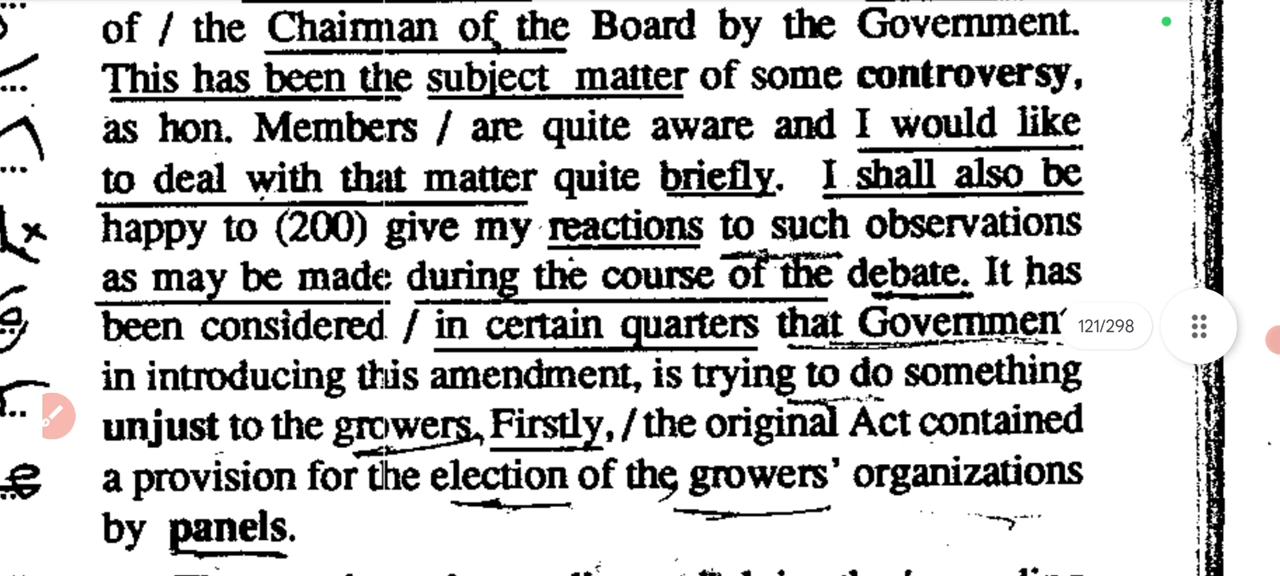 of / the Chairman of the Board by the Government.
This has been the subject matter of some controversy,
as hon. Members / are quite aware and I would like
to deal with that matter quite briefly. I shall also be
happy to (200) give my reactions to such observations
as may be made during the course of the debate. It has
been considered / in certain quarters that Governmen
121/298
in introducing this amendment, is trying to do something
unjust to the growers. Firstly, / the original Act contained
a provision for the election of the growers' organizations
by panels.